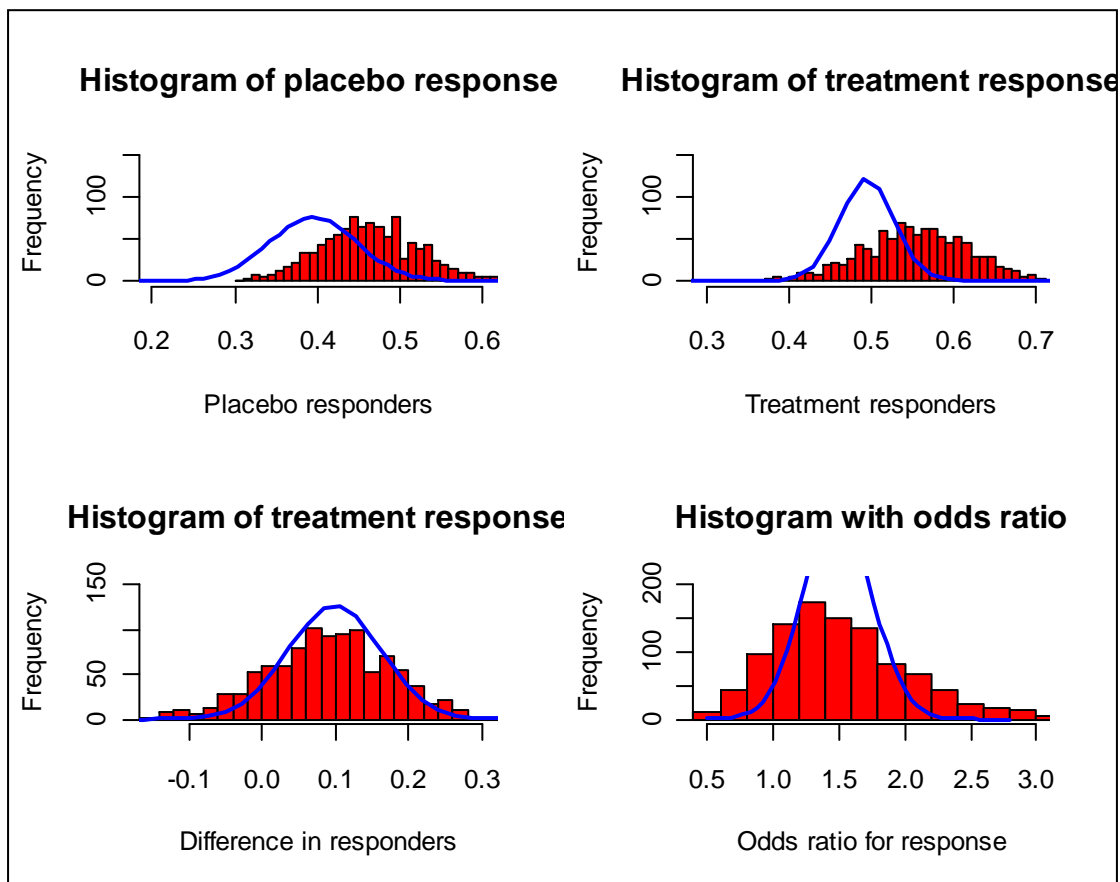 Histogram of placebo response
Frequency
100
0
0.2 0.3 0.4 0.5 0.6
Placebo responders
Histogram of treatment response
Frequency
100
0
0.3 0.4 0.5 0.6 0.7
Treatment responders
Histogram of treatment response
Frequency
150
50
0
-0.1 0.0 0.1 0.2 0.3
Difference in responders
Histogram with odds ratio
Frequency
200
100
0
0.5 1.0 1.5 2.0 2.5 3.0
Odds ratio for response